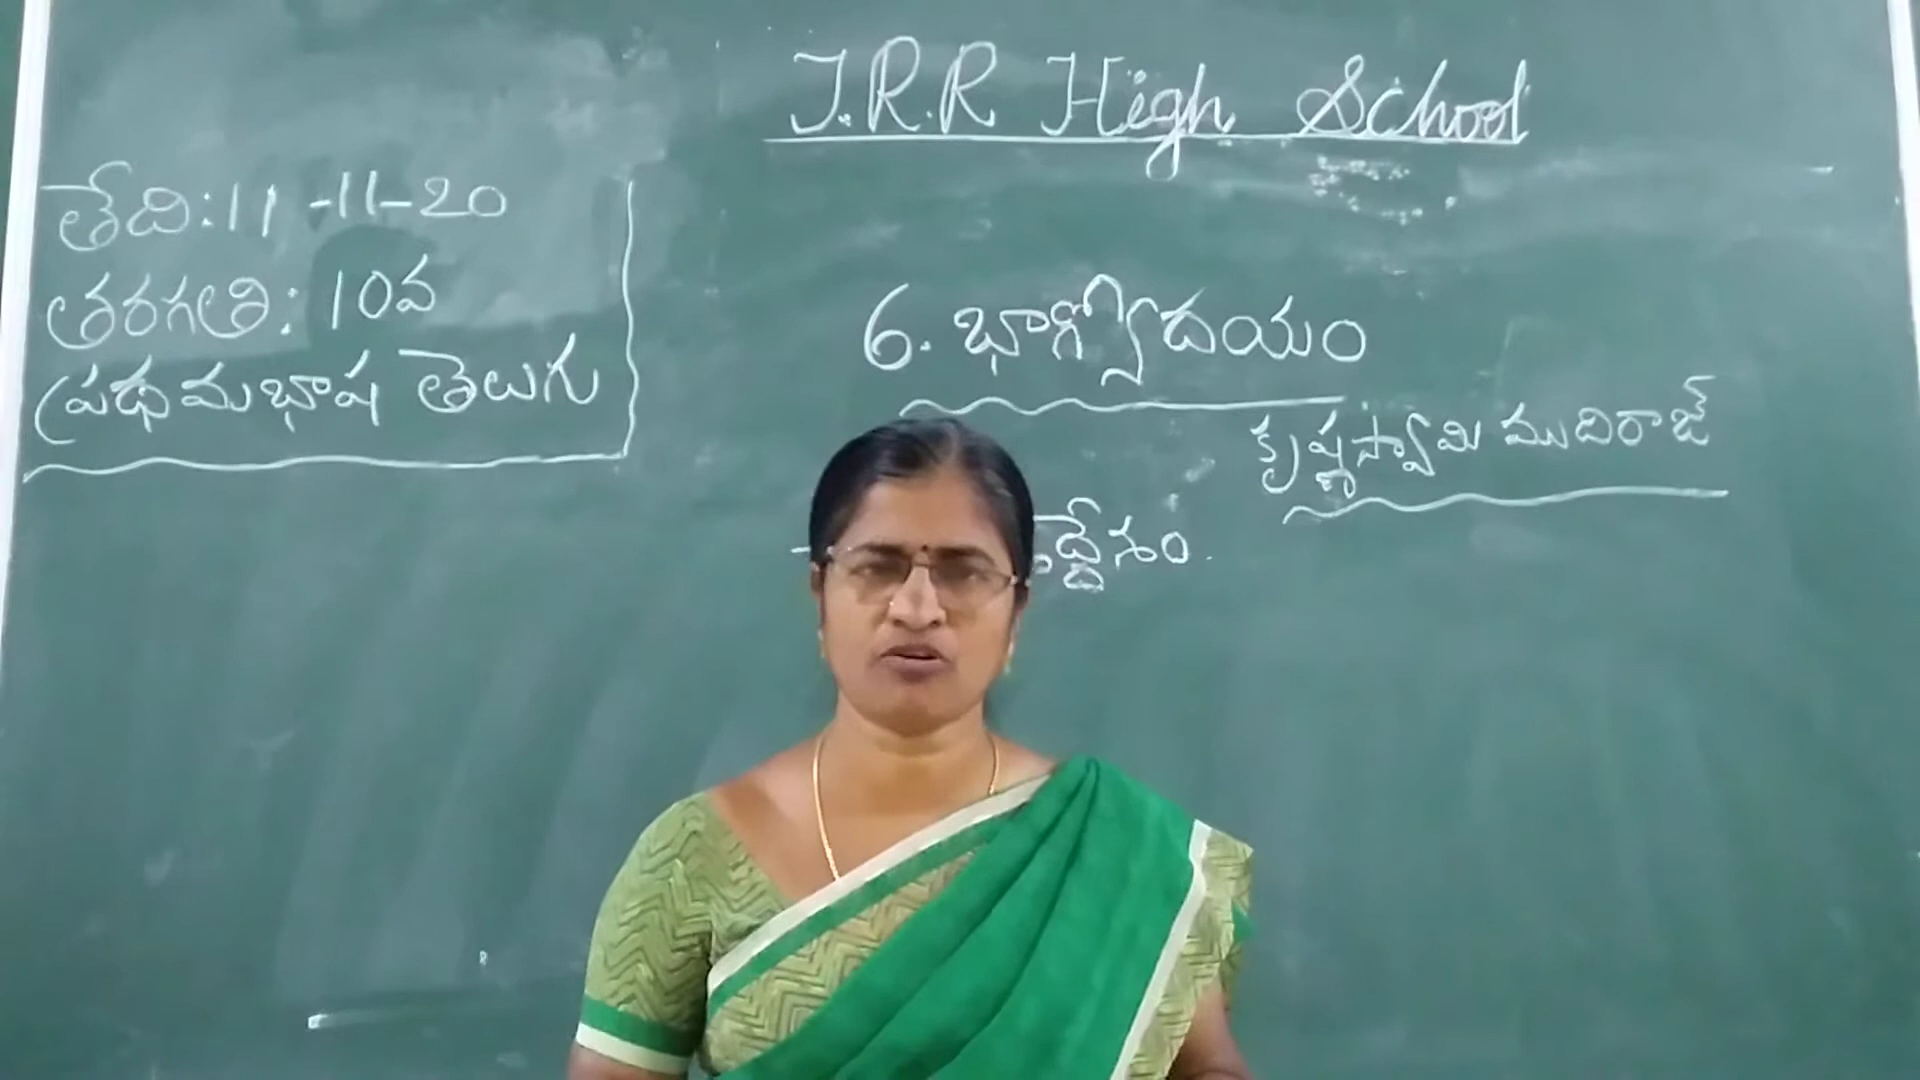 T.R.R High School
తేది: 11-11-20
తరగతి: 10వ
ప్రథమభాష తెలుగు
6. భాగ్యోదయం
కృష్ణస్వామి ముదిరాజ్